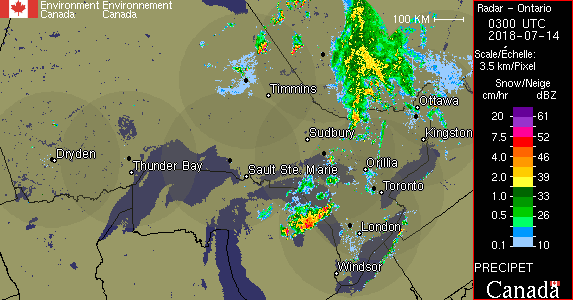 Environment Environnement
Canada Canada
100 KM
Timmins
Ottawa
Sudbury
Kingston
Dryden
Thunder Bay
Sault Ste. Marie
Orillia
Toronto
London
Windsor
Radar - Ontario
0300 UTC
2018-07-14
Scale/Échelle:
3.5 km/Pixel
Snow/Neige
cm/hr dBZ
20 61
7.5 52
4.0 46
2.0 39
1.0 33
0.5 26
0.1 10
PRECIPET
Canada